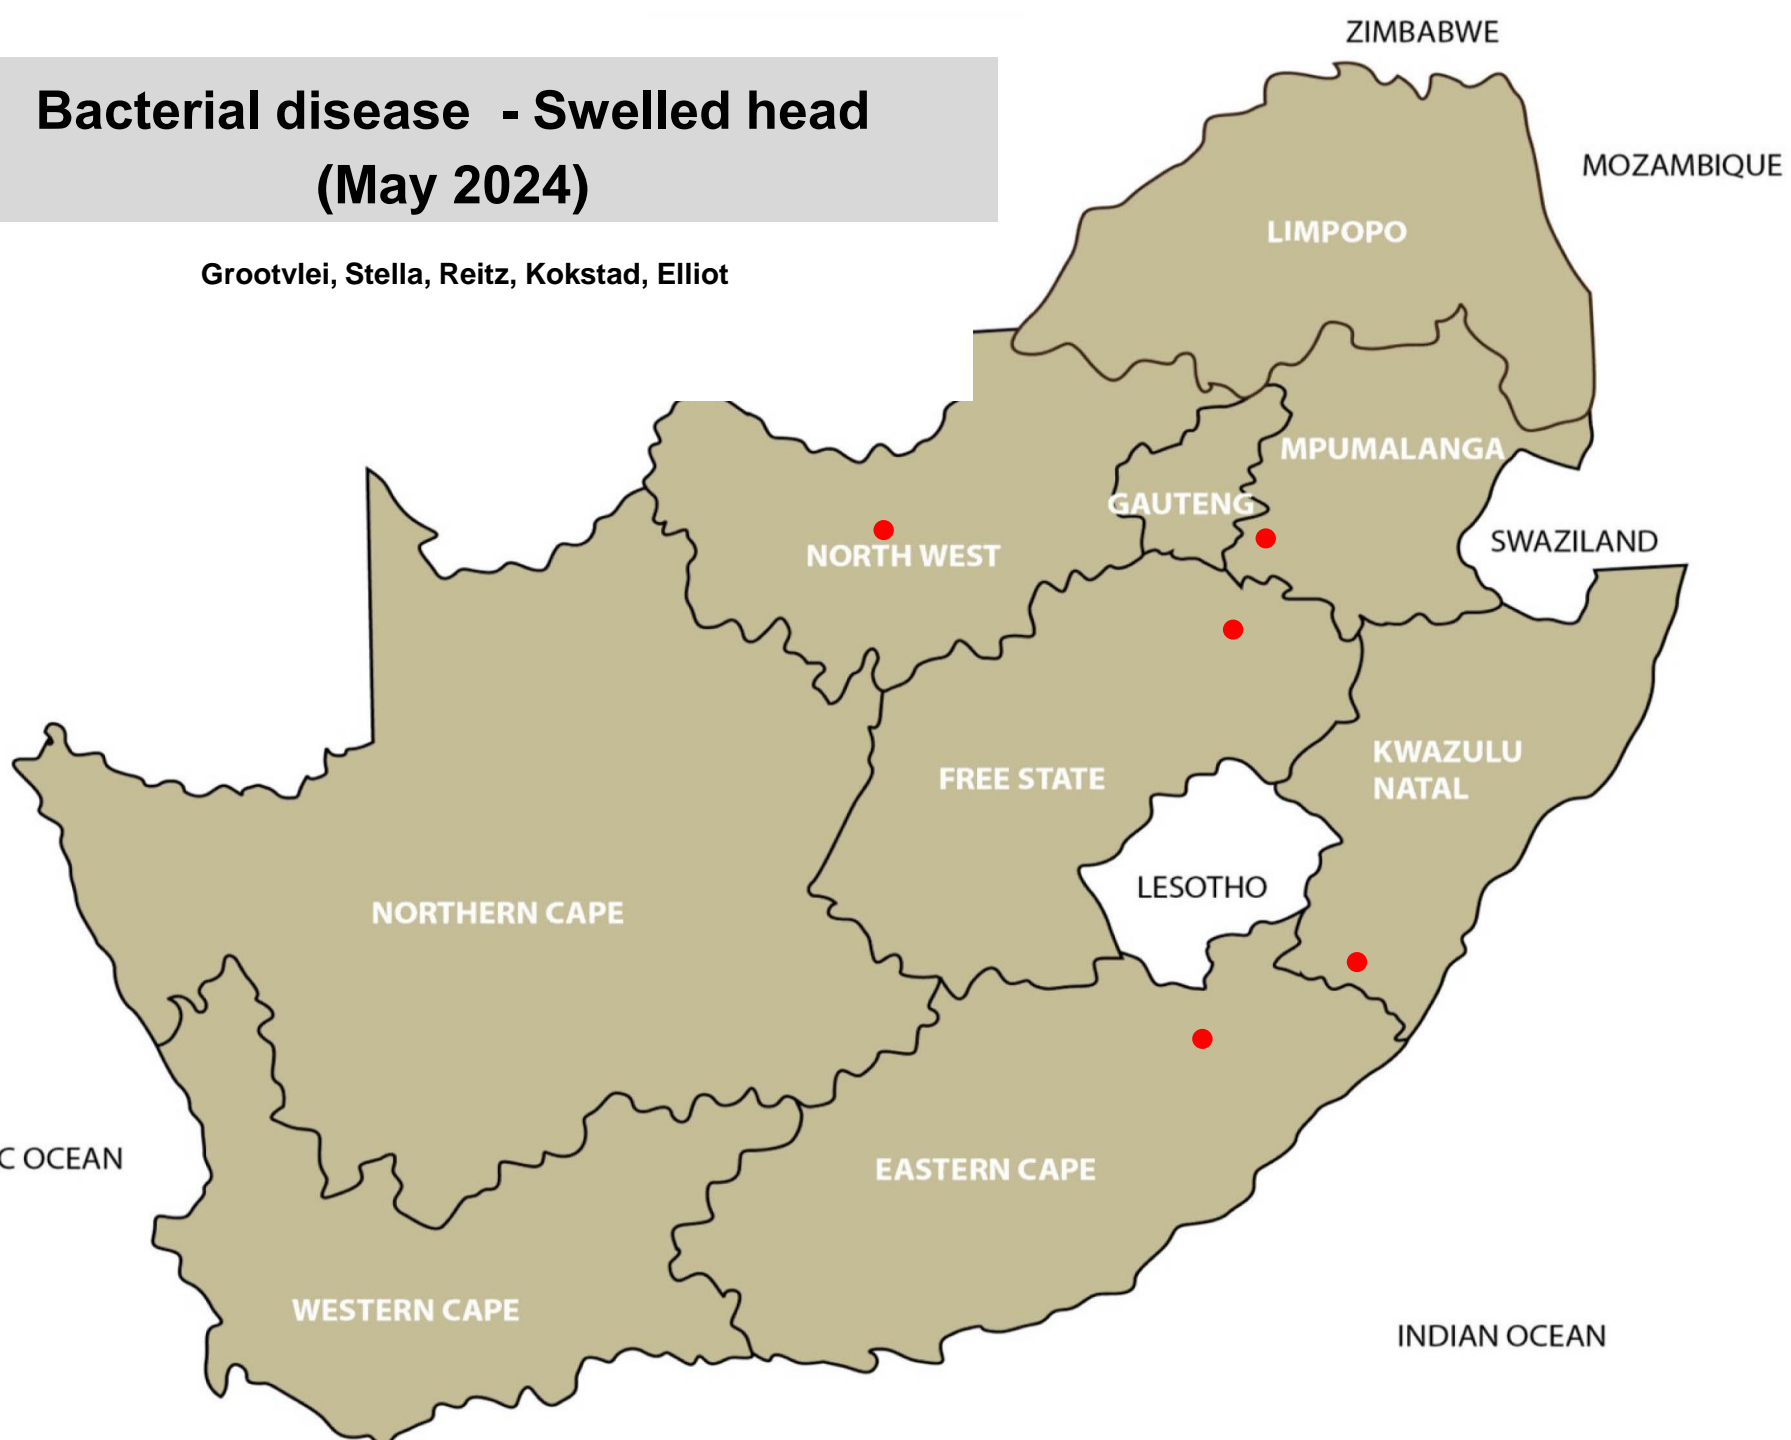 ZIMBABWE
Bacterial disease - Swelled head
(May 2024)
MOZAMBIQUE
LIMPOPO
Grootvlei, Stella, Reitz, Kokstad, Elliot
MPUMALANGA
GAUTENG
SWAZILAND
NORTH WEST
KWAZULU
NATAL
FREE STATE
LESOTHO
NORTHERN CAPE
C OCEAN
EASTERN CAPE
WESTERN CAPE
INDIAN OCEAN